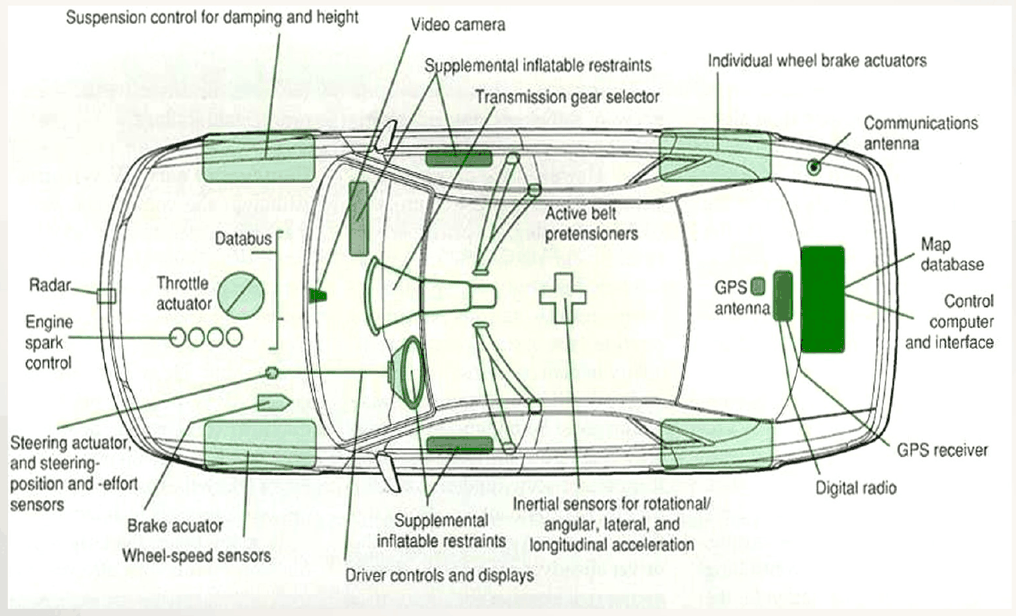 Suspension control for damping and height
Video camera
Supplemental inflatable restraints
Individual wheel brake actuators
Transmission gear selector
Communications
antenna
Active belt
pretensioners
Databus
Map
database
Radar
Throttle
actuator
GPS
antenna
Control
computer
and interface
Engine
spark
control
Steering actuator,
and steering-
position and -effort
sensors
GPS receiver
Digital radio
Brake acuator
Wheel-speed sensors
Supplemental
inflatable restraints
Inertial sensors for rotational/
angular, lateral, and
longitudinal acceleration
Driver controls and displays